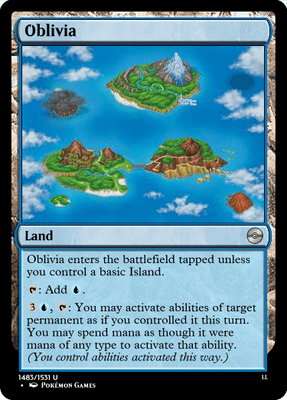 Oblivia
Land
Oblivia enters the battlefield tapped unless
you control a basic Island.
: Add .
3 , : You may activate abilities of target
permanent as if you controlled it this turn.
You may spend mana as though it were
mana of any type to activate that ability.
(You control abilities activated this way.)
1483/1531 U
LL
• Pokémon Games